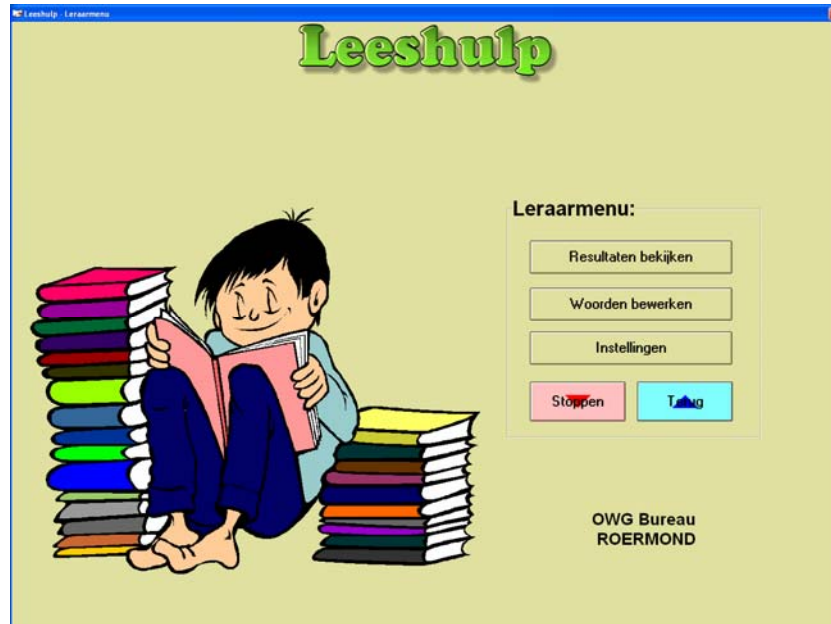 Leeshulp - Leraarmenu
Leeshulp
Leraarmenu:
Resultaten bekijken
Woorden bewerken
Instellingen
Stoppen
Terug
OWG Bureau
ROERMOND